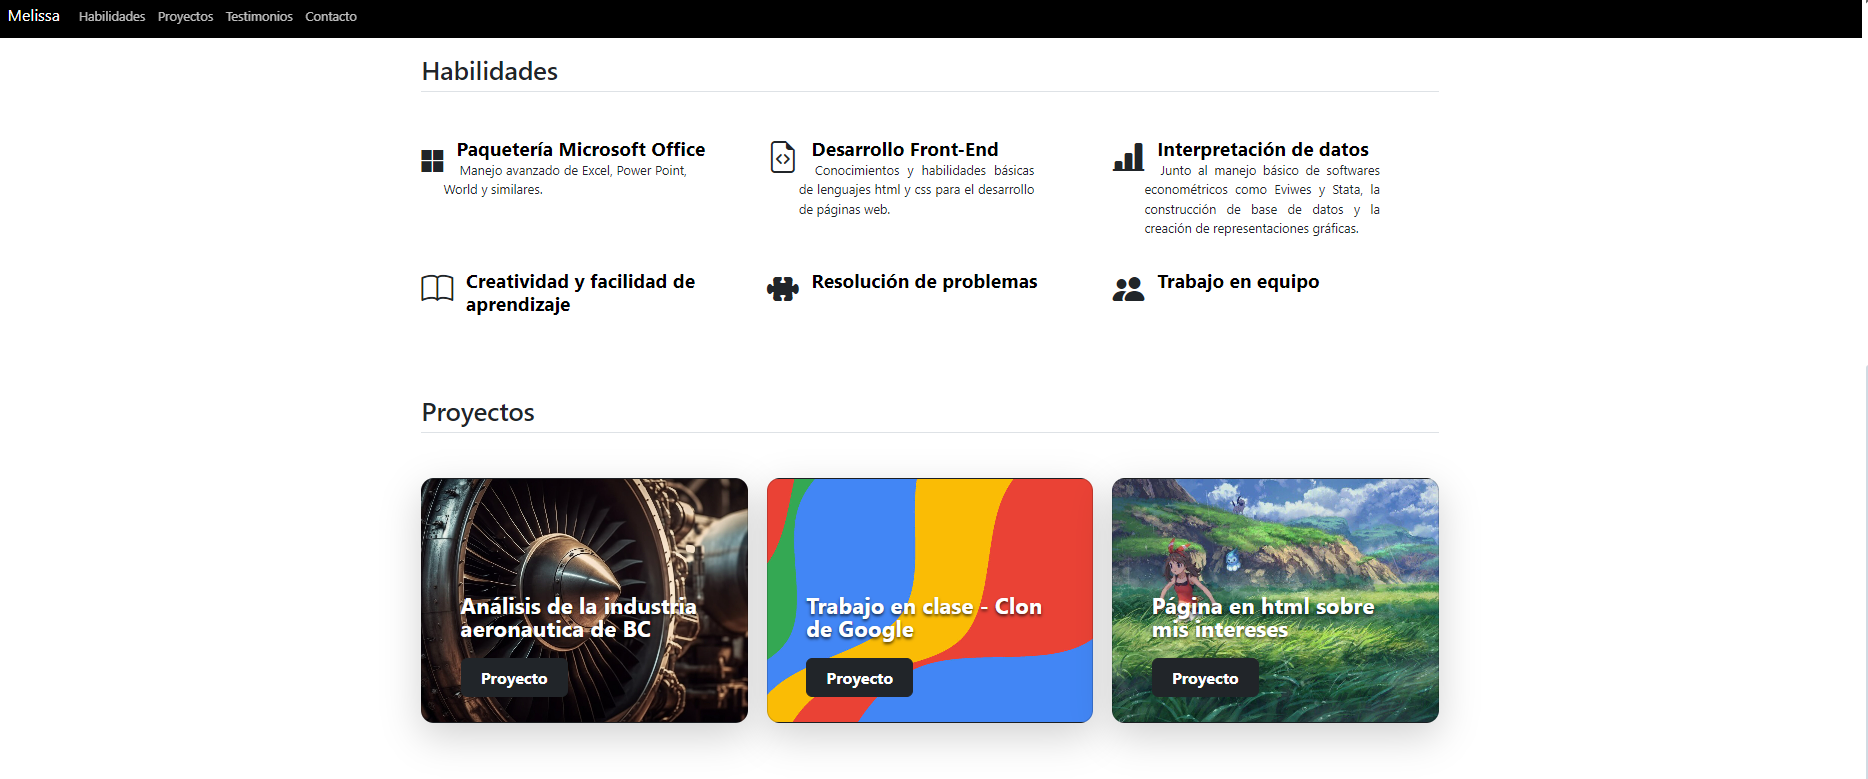 Melissa Habilidades Proyectos Testimonios Contacto
Habilidades
Paquetería Microsoft Office
Manejo avanzado de Excel, Power Point,
World y similares.
Desarrollo Front-End
Conocimientos y habilidades básicas
de lenguajes html y css para el desarrollo
de páginas web.
Interpretación de datos
Junto al manejo básico de softwares
econométricos como Eviwes y Stata, la
construcción de base de datos y la
creación de representaciones gráficas.
Creatividad y facilidad de
aprendizaje
Resolución de problemas
Trabajo en equipo
Proyectos
Análisis de la industria
aeronautica de BC
Proyecto
Trabajo en clase - Clon
de Google
Proyecto
Página en html sobre
mis intereses
Proyecto